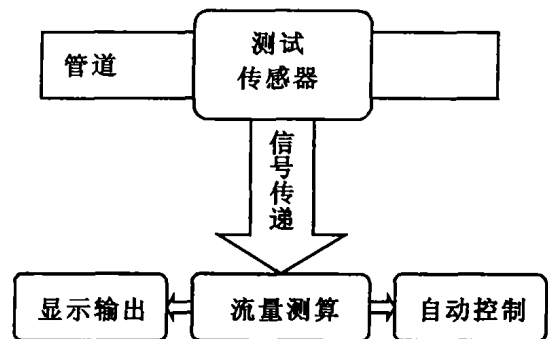 测试
传感器
管道
信号传递
显示输出
流量测算
自动控制